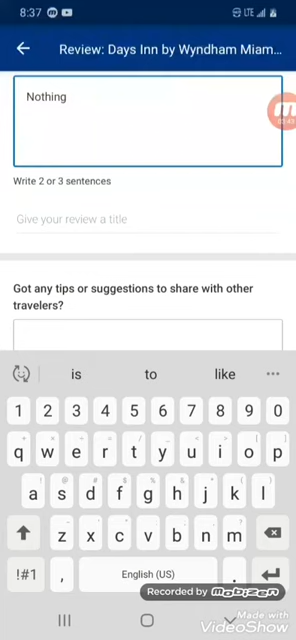 8:37
LTE
Review: Days Inn by Wyndham Miam...
Nothing
02:43
Write 2 or 3 sentences
Give your review a title
Got any tips or suggestions to share with other
travelers?
is to like
1 2 3 4 5 6 7 8 9 0
q w e r t y u i o p
a s d f g h j k l
z x c v b n m
!#1 , English (US) .
Recorded by mobizen
Made with
VideoShow